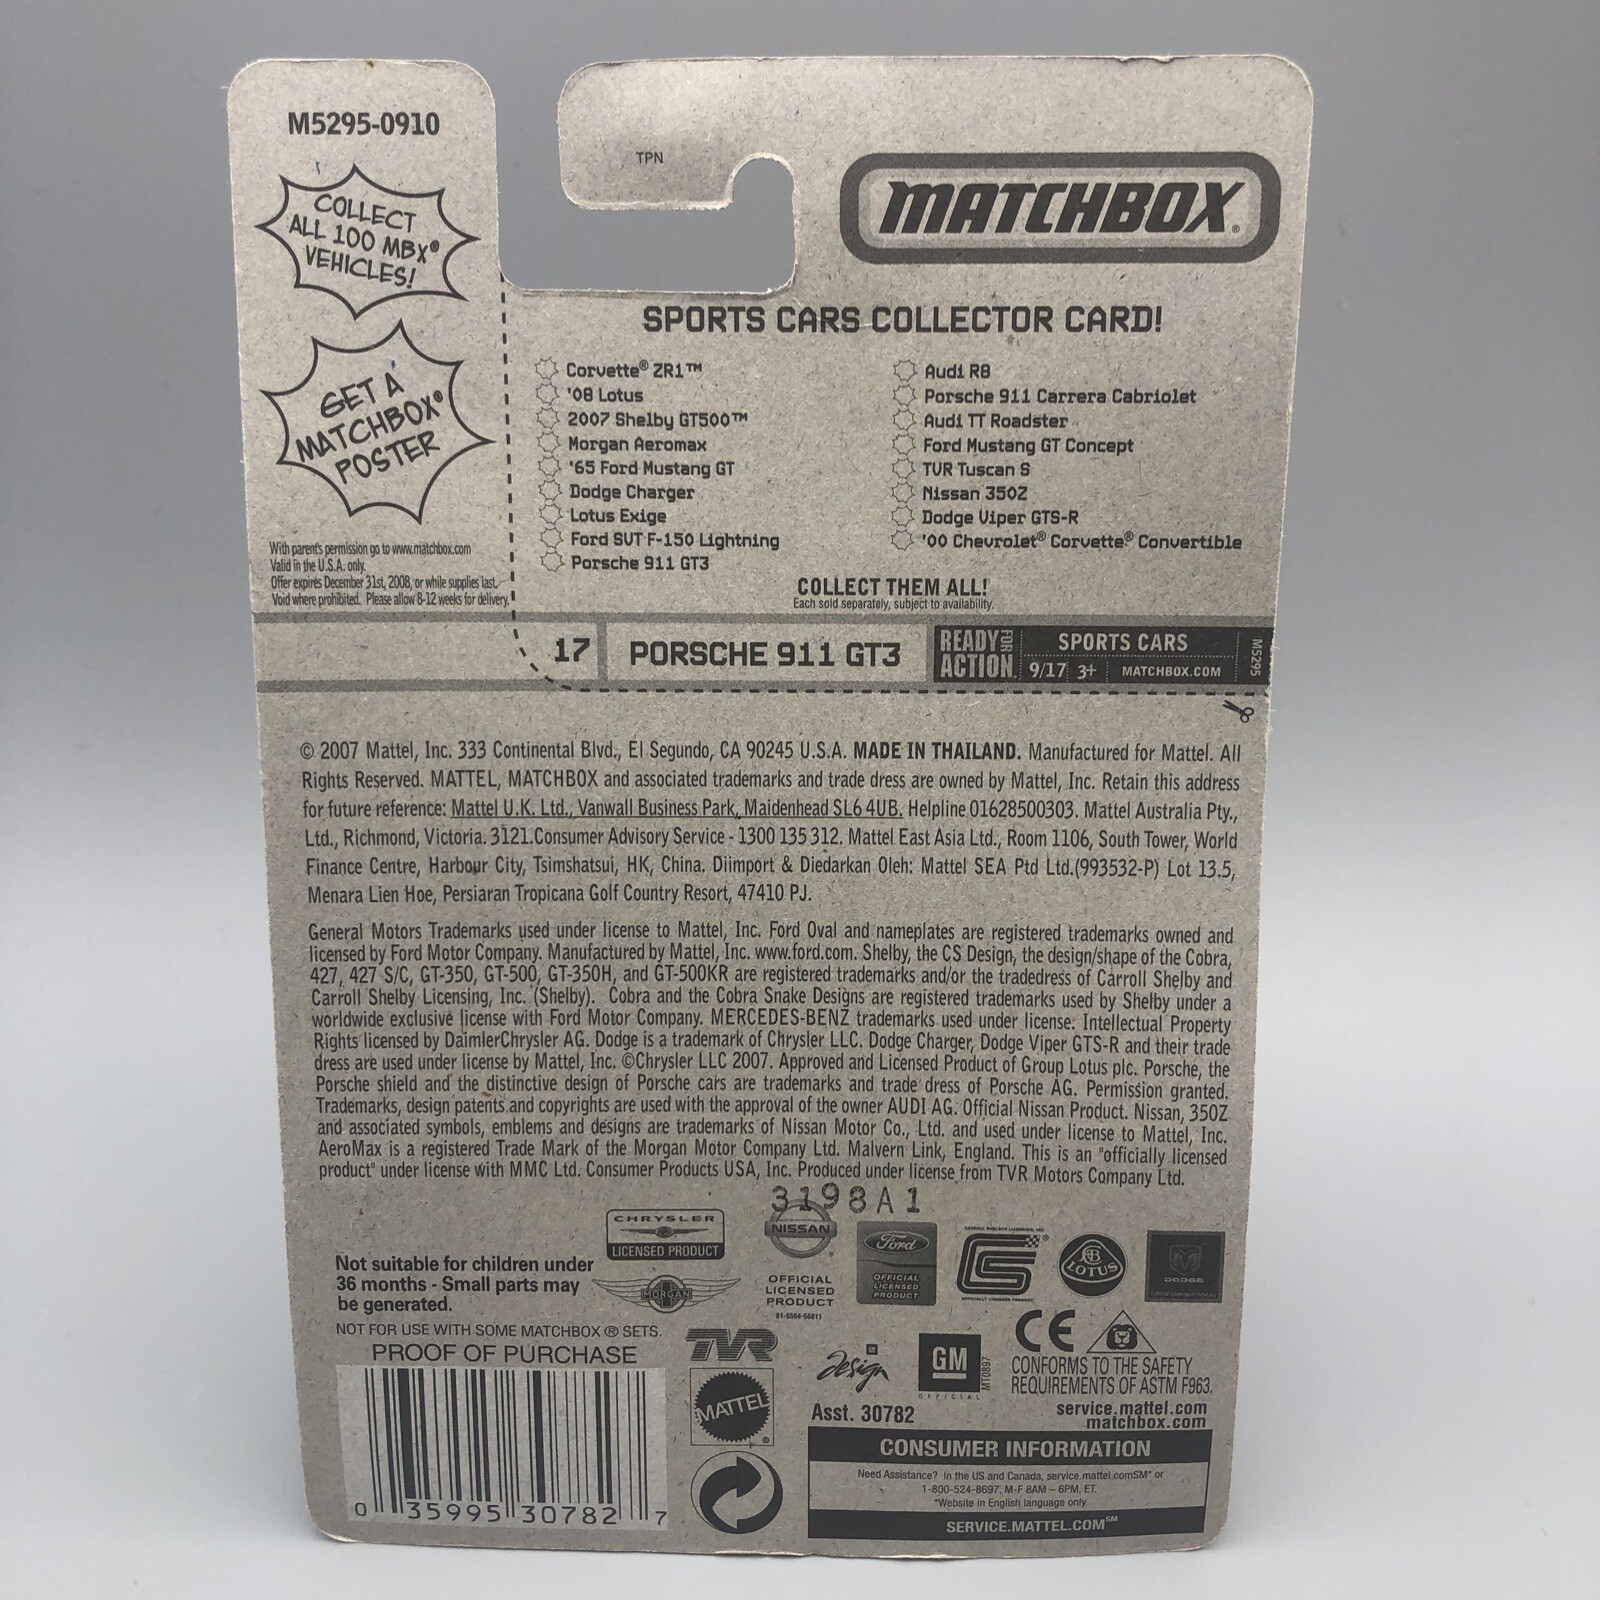 M5295-0910
TPN
MATCHBOX®
COLLECT
ALL 100 MBX®
VEHICLES!
GET A
MATCHBOX®
POSTER
With parent's permission go to www.matchbox.com
Valid in the U.S.A. only.
Offer expires December 31st, 2008, or while supplies last.
Void where prohibited. Please allow 8-12 weeks for delivery.
SPORTS CARS COLLECTOR CARD!
Corvette® ZR1™
'08 Lotus
2007 Shelby GT500™
Morgan Aeromax
'65 Ford Mustang GT
Dodge Charger
Lotus Exige
Ford SVT F-150 Lightning
Porsche 911 GT3
Audi R8
Porsche 911 Carrera Cabriolet
Audi TT Roadster
Ford Mustang GT Concept
TVR Tuscan S
Nissan 350Z
Dodge Viper GTS-R
'00 Chevrolet® Corvette® Convertible
COLLECT THEM ALL!
Each sold separately, subject to availability.
17
PORSCHE 911 GT3
READY FOR ACTION
SPORTS CARS
9/17 3+ MATCHBOX.COM
M5295
© 2007 Mattel, Inc. 333 Continental Blvd., El Segundo, CA 90245 U.S.A. MADE IN THAILAND. Manufactured for Mattel. All
Rights Reserved. MATTEL, MATCHBOX and associated trademarks and trade dress are owned by Mattel, Inc. Retain this address
for future reference: Mattel U.K. Ltd., Vanwall Business Park, Maidenhead SL6 4UB. Helpline 01628500303. Mattel Australia Pty.,
Ltd., Richmond, Victoria. 3121.Consumer Advisory Service - 1300 135 312. Mattel East Asia Ltd., Room 1106, South Tower, World
Finance Centre, Harbour City, Tsimshatsui, HK, China. Diimport & Diedarkan Oleh: Mattel SEA Ptd Ltd.(993532-P) Lot 13.5,
Menara Lien Hoe, Persiaran Tropicana Golf Country Resort, 47410 PJ.
General Motors Trademarks used under license to Mattel, Inc. Ford Oval and nameplates are registered trademarks owned and
licensed by Ford Motor Company. Manufactured by Mattel, Inc. www.ford.com. Shelby, the CS Design, the design/shape of the Cobra,
427, 427 S/C, GT-350, GT-500, GT-350H, and GT-500KR are registered trademarks and/or the tradedress of Carroll Shelby and
Carroll Shelby Licensing, Inc. (Shelby). Cobra and the Cobra Snake Designs are registered trademarks used by Shelby under a
worldwide exclusive license with Ford Motor Company. MERCEDES-BENZ trademarks used under license. Intellectual Property
Rights licensed by DaimlerChrysler AG. Dodge is a trademark of Chrysler LLC. Dodge Charger, Dodge Viper GTS-R and their trade
dress are used under license by Mattel, Inc. ©Chrysler LLC 2007. Approved and Licensed Product of Group Lotus plc. Porsche, the
Porsche shield and the distinctive design of Porsche cars are trademarks and trade dress of Porsche AG. Permission granted.
Trademarks, design patents and copyrights are used with the approval of the owner AUDI AG. Official Nissan Product. Nissan, 350Z
and associated symbols, emblems and designs are trademarks of Nissan Motor Co., Ltd. and used under license to Mattel, Inc.
AeroMax is a registered Trade Mark of the Morgan Motor Company Ltd. Malvern Link, England. This is an "officially licensed
product" under license with MMC Ltd. Consumer Products USA, Inc. Produced under license from TVR Motors Company Ltd.
3198A1
CHRYSLER
LICENSED PRODUCT
NISSAN
OFFICIAL
LICENSED
PRODUCT
Ford
OFFICIAL
LICENSED
PRODUCT
CARROLL SHELBY LICENSING, INC
OFFICIALLY LICENSED PRODUCT
LOTUS
DODGE
MORGAN
Not suitable for children under
36 months - Small parts may
be generated.
NOT FOR USE WITH SOME MATCHBOX ® SETS.
PROOF OF PURCHASE
TVR
design
GM
OFFICIAL
MT0897
CE
CONFORMS TO THE SAFETY
REQUIREMENTS OF ASTM F963.
MATTEL®
Asst. 30782
service.mattel.com
matchbox.com
CONSUMER INFORMATION
Need Assistance? In the US and Canada, service.mattel.comSM* or
1-800-524-8697, M-F 8AM – 6PM, ET.
*Website in English language only
SERVICE.MATTEL.COM℠
0 35995 30782 7